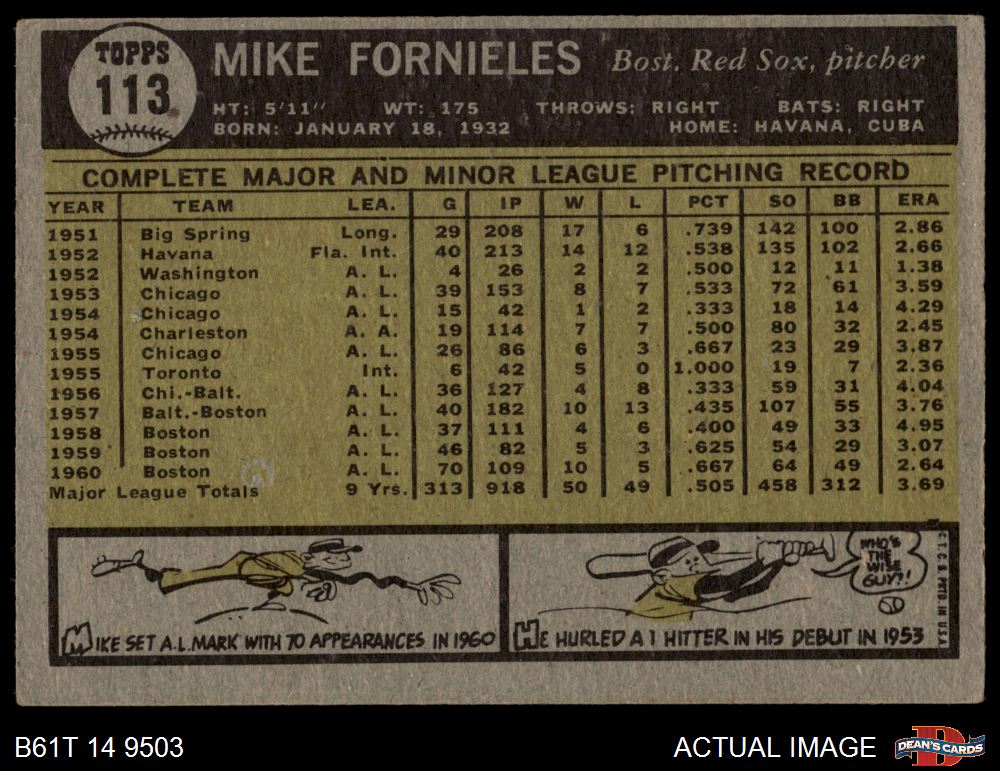 TOPPS
113
MIKE FORNIELES Bost. Red Sox, pitcher
HT: 5'11" WT: 175 THROWS: RIGHT BATS: RIGHT
BORN: JANUARY 18, 1932 HOME: HAVANA, CUBA
COMPLETE MAJOR AND MINOR LEAGUE PITCHING RECORD
YEAR TEAM LEA. G IP W L PCT SO BB ERA
1951 Big Spring Long. 29 208 17 6 .739 142 100 2.86
1952 Havana Fla. Int. 40 213 14 12 .538 135 102 2.66
1952 Washington A. L. 4 26 2 2 .500 12 11 1.38
1953 Chicago A. L. 39 153 8 7 .533 72 61 3.59
1954 Chicago A. L. 15 42 1 2 .333 18 14 4.29
1954 Charleston A. A. 19 114 7 7 .500 80 32 2.45
1955 Chicago A. L. 26 86 6 3 .667 23 29 3.87
1955 Toronto Int. 6 42 5 0 1.000 19 7 2.36
1956 Chi.-Balt. A. L. 36 127 4 8 .333 59 31 4.04
1957 Balt.-Boston A. L. 40 182 10 13 .435 107 55 3.76
1958 Boston A. L. 37 111 4 6 .400 49 33 4.95
1959 Boston A. L. 46 82 5 3 .625 54 29 3.07
1960 Boston A. L. 70 109 10 5 .667 64 49 2.64
Major League Totals 9 Yrs. 313 918 50 49 .505 458 312 3.69
MIKE SET A.L. MARK WITH 70 APPEARANCES IN 1960
WHO'S
THE
WISE
GUY?!
HE HURLED A 1 HITTER IN HIS DEBUT IN 1953
© T.C.G. PRTD. IN U.S.A.
B61T 14 9503
ACTUAL IMAGE
DEAN'S CARDS